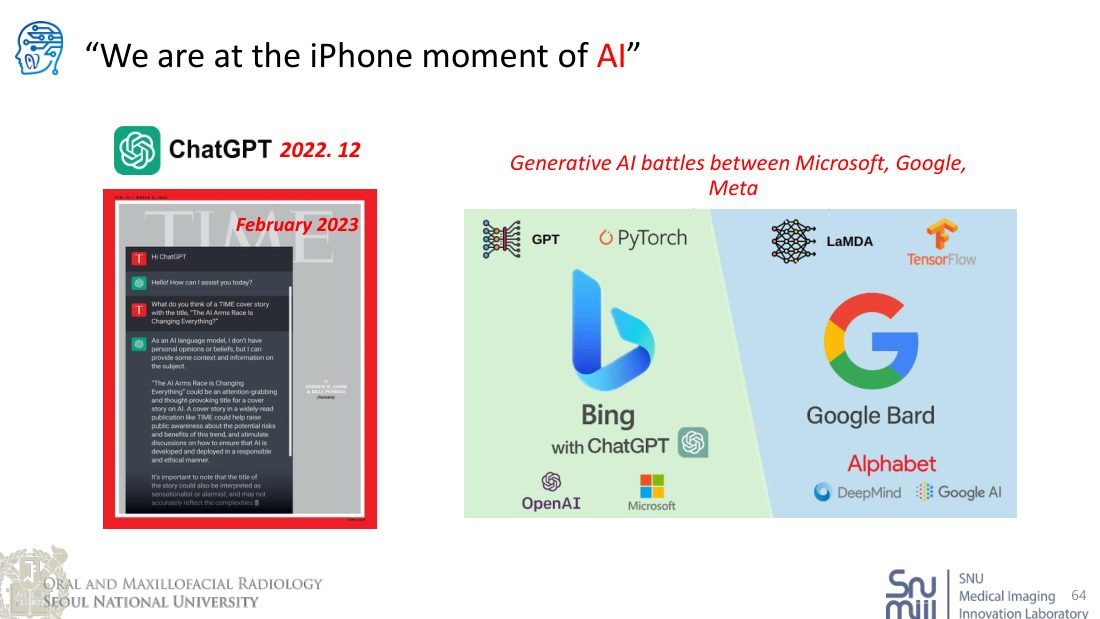 “We are at the iPhone moment of AI”
ChatGPT 2022. 12
Generative AI battles between Microsoft, Google,
Meta
TIME
February 2023
Hi ChatGPT
Hello! How can I assist you today?
What do you think of a TIME cover story
with the title, "The AI Arms Race Is
Changing Everything?"
As an AI language model, I don't have
personal opinions or beliefs, but I can
provide some context and information on
the subject.
"The AI Arms Race is Changing
Everything" could be an attention-grabbing
and thought-provoking title for a cover
story on AI. A cover story in a widely-read
publication like TIME could help raise
public awareness about the potential risks
and benefits of this trend, and stimulate
discussions on how to ensure that AI is
developed and deployed in a responsible
and ethical manner.
It's important to note that the title of
the story could also be interpreted as
sensationalist or alarmist, and may not
accurately reflect the complexities
by
ANDREW R. CHOW
& BILLY PERRIGO
(humans)
GPT
PyTorch
Bing
with ChatGPT
OpenAI
Microsoft
LaMDA
TensorFlow
Google Bard
Alphabet
DeepMind
Google AI
ORAL AND MAXILLOFACIAL RADIOLOGY
SEOUL NATIONAL UNIVERSITY
SNU
Medical Imaging
Innovation Laboratory
64